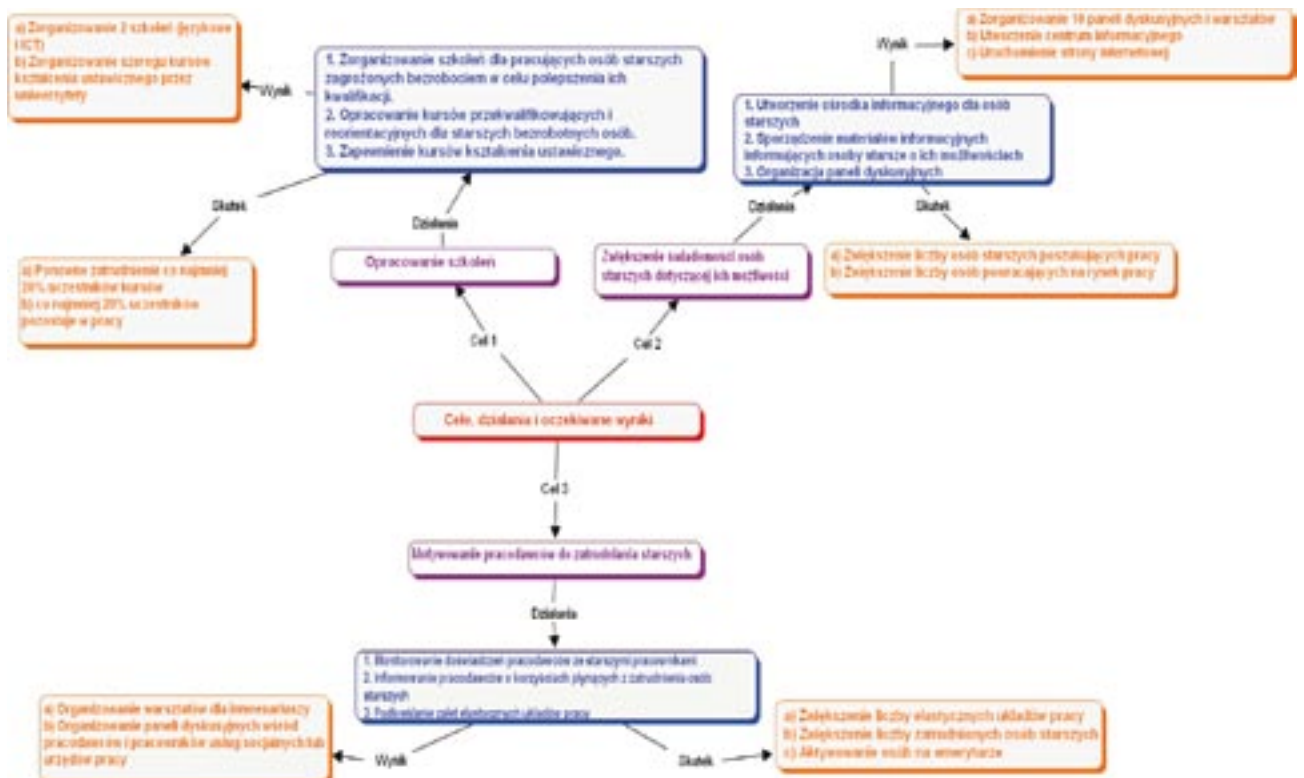 a) Zorganizowanie 2 szkoleń (językowe
i ICT)
b) Zorganizowanie szeregu kursów
kształcenia ustawicznego przez
uniwersytety
Wynik
1. Zorganizowanie szkoleń dla pracujących osób starszych
zagrożonych bezrobociem w celu polepszenia ich
kwalifikacji.
2. Opracowanie kursów przekwalifikowujących i
reorientacyjnych dla starszych bezrobotnych osób.
3. Zapewnienie kursów kształcenia ustawicznego.
Wynik
a) Zorganizowanie 10 paneli dyskusyjnych i warsztatów
b) Utworzenie centrum informacyjnego
c) Uruchomienie strony internetowej
1. Utworzenie ośrodka informacyjnego dla osób
starszych
2. Sporządzenie materiałów informacyjnych
informujących osoby starsze o ich możliwościach
3. Organizacja paneli dyskusyjnych
Skutek
Działania
Działania
Skutek
a) Ponowne zatrudnienie co najmniej
20% uczestników kursów
b) co najmniej 20% uczestników
pozostaje w pracy
Opracowanie szkoleń
Zwiększenie świadomości osób
starszych dotyczącej ich możliwości
a) Zwiększenie liczby osób starszych poszukujących pracy
b) Zwiększenie liczby osób powracających na rynek pracy
Cel 1
Cel 2
Cele, działania i oczekiwane wyniki
Cel 3
Motywowanie pracodawców do zatrudniania starszych
Działania
1. Monitorowanie doświadczeń pracodawców ze starszymi pracownikami
2. Informowanie pracodawców o korzyściach płynących z zatrudnienia osób
starszych
3. Podkreślanie zalet elastycznych układów pracy
a) Organizowanie warsztatów dla interesariuszy
b) Organizowanie paneli dyskusyjnych wśród
pracodawców i pracowników usług socjalnych lub
urzędów pracy
Wynik
Skutek
a) Zwiększenie liczby elastycznych układów pracy
b) Zwiększenie liczby zatrudnionych osób starszych
c) Aktywowanie osób na emeryturze